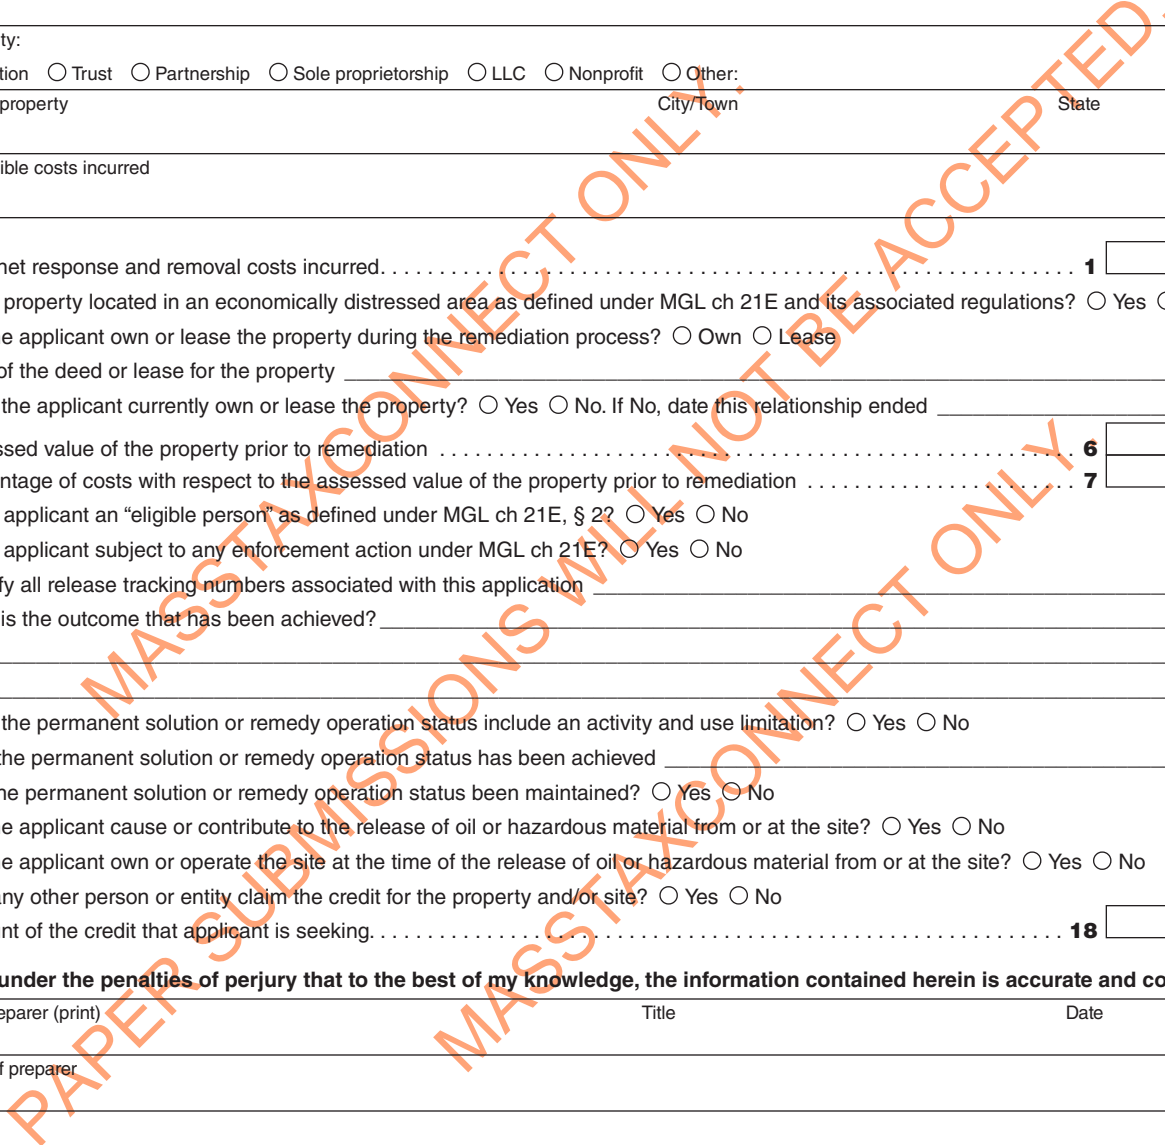 ty:
tion ○ Trust ○ Partnership ○ Sole proprietorship ○ LLC ○ Nonprofit ○ Other:
property City/Town State
ible costs incurred
net response and removal costs incurred. . . . . . . . . . . . . . . . . . . . . . . . . . . . . . . . . . . . . . . . . . . . . . . . . . . . . . . . . . . 1
property located in an economically distressed area as defined under MGL ch 21E and its associated regulations? ○ Yes
e applicant own or lease the property during the remediation process? ○ Own ○ Lease
of the deed or lease for the property
the applicant currently own or lease the property? ○ Yes ○ No. If No, date this relationship ended
ssed value of the property prior to remediation . . . . . . . . . . . . . . . . . . . . . . . . . . . . . . . . . . . . . . . . . . . . . . . . . . . . . . 6
ntage of costs with respect to the assessed value of the property prior to remediation . . . . . . . . . . . . . . . . . . . . . . . 7
applicant an “eligible person” as defined under MGL ch 21E, § 2? ○ Yes ○ No
applicant subject to any enforcement action under MGL ch 21E? ○ Yes ○ No
fy all release tracking numbers associated with this application
is the outcome that has been achieved?
the permanent solution or remedy operation status include an activity and use limitation? ○ Yes ○ No
the permanent solution or remedy operation status has been achieved
he permanent solution or remedy operation status been maintained? ○ Yes ○ No
e applicant cause or contribute to the release of oil or hazardous material from or at the site? ○ Yes ○ No
e applicant own or operate the site at the time of the release of oil or hazardous material from or at the site? ○ Yes ○ No
any other person or entity claim the credit for the property and/or site? ○ Yes ○ No
nt of the credit that applicant is seeking. . . . . . . . . . . . . . . . . . . . . . . . . . . . . . . . . . . . . . . . . . . . . . . . . . . . . . . . . . . 18
under the penalties of perjury that to the best of my knowledge, the information contained herein is accurate and co
eparer (print) Title Date
f preparer
MASSTAXCONNECT ONLY.
PAPER SUBMISSIONS WILL NOT BE ACCEPTED.
MASSTAXCONNECT ONLY.